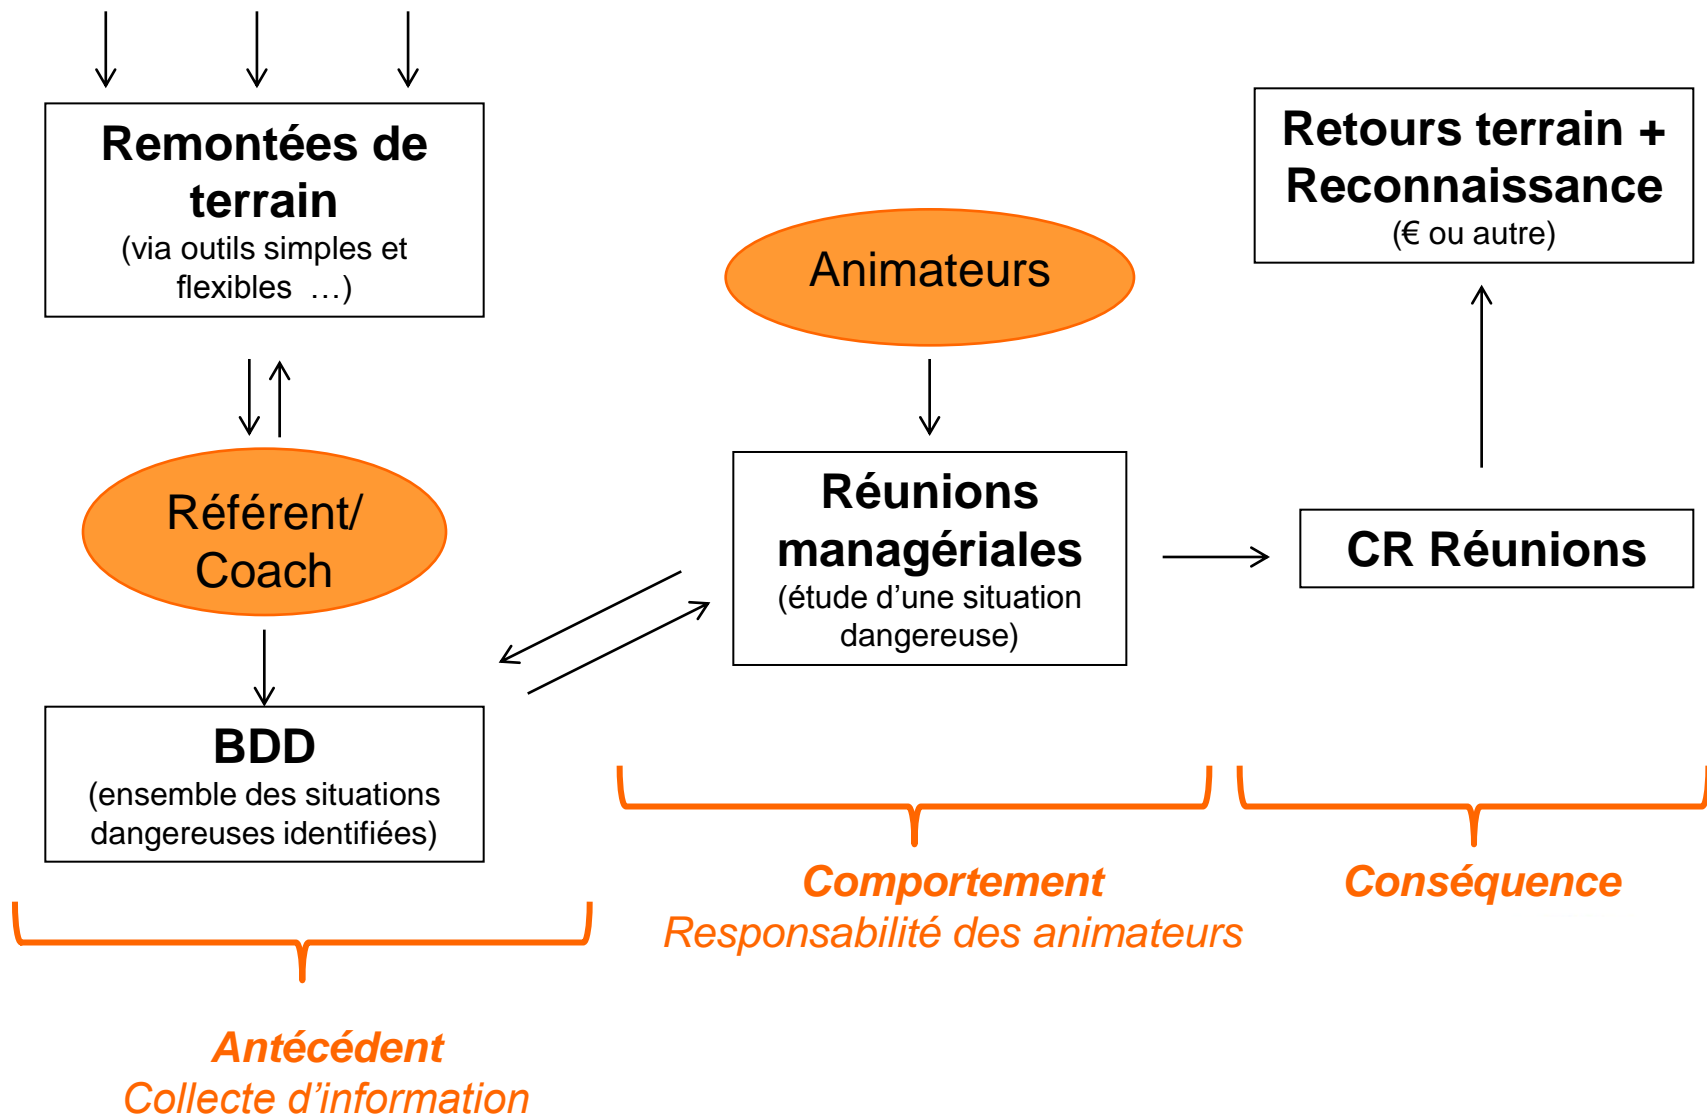 Remontées de
terrain
(via outils simples et
flexibles …)
Référent/
Coach
BDD
(ensemble des situations
dangereuses identifiées)
Antécédent
Collecte d’information
Animateurs
Réunions
managériales
(étude d’une situation
dangereuse)
Comportement
Responsabilité des animateurs
Retours terrain +
Reconnaissance
(€ ou autre)
CR Réunions
Conséquence